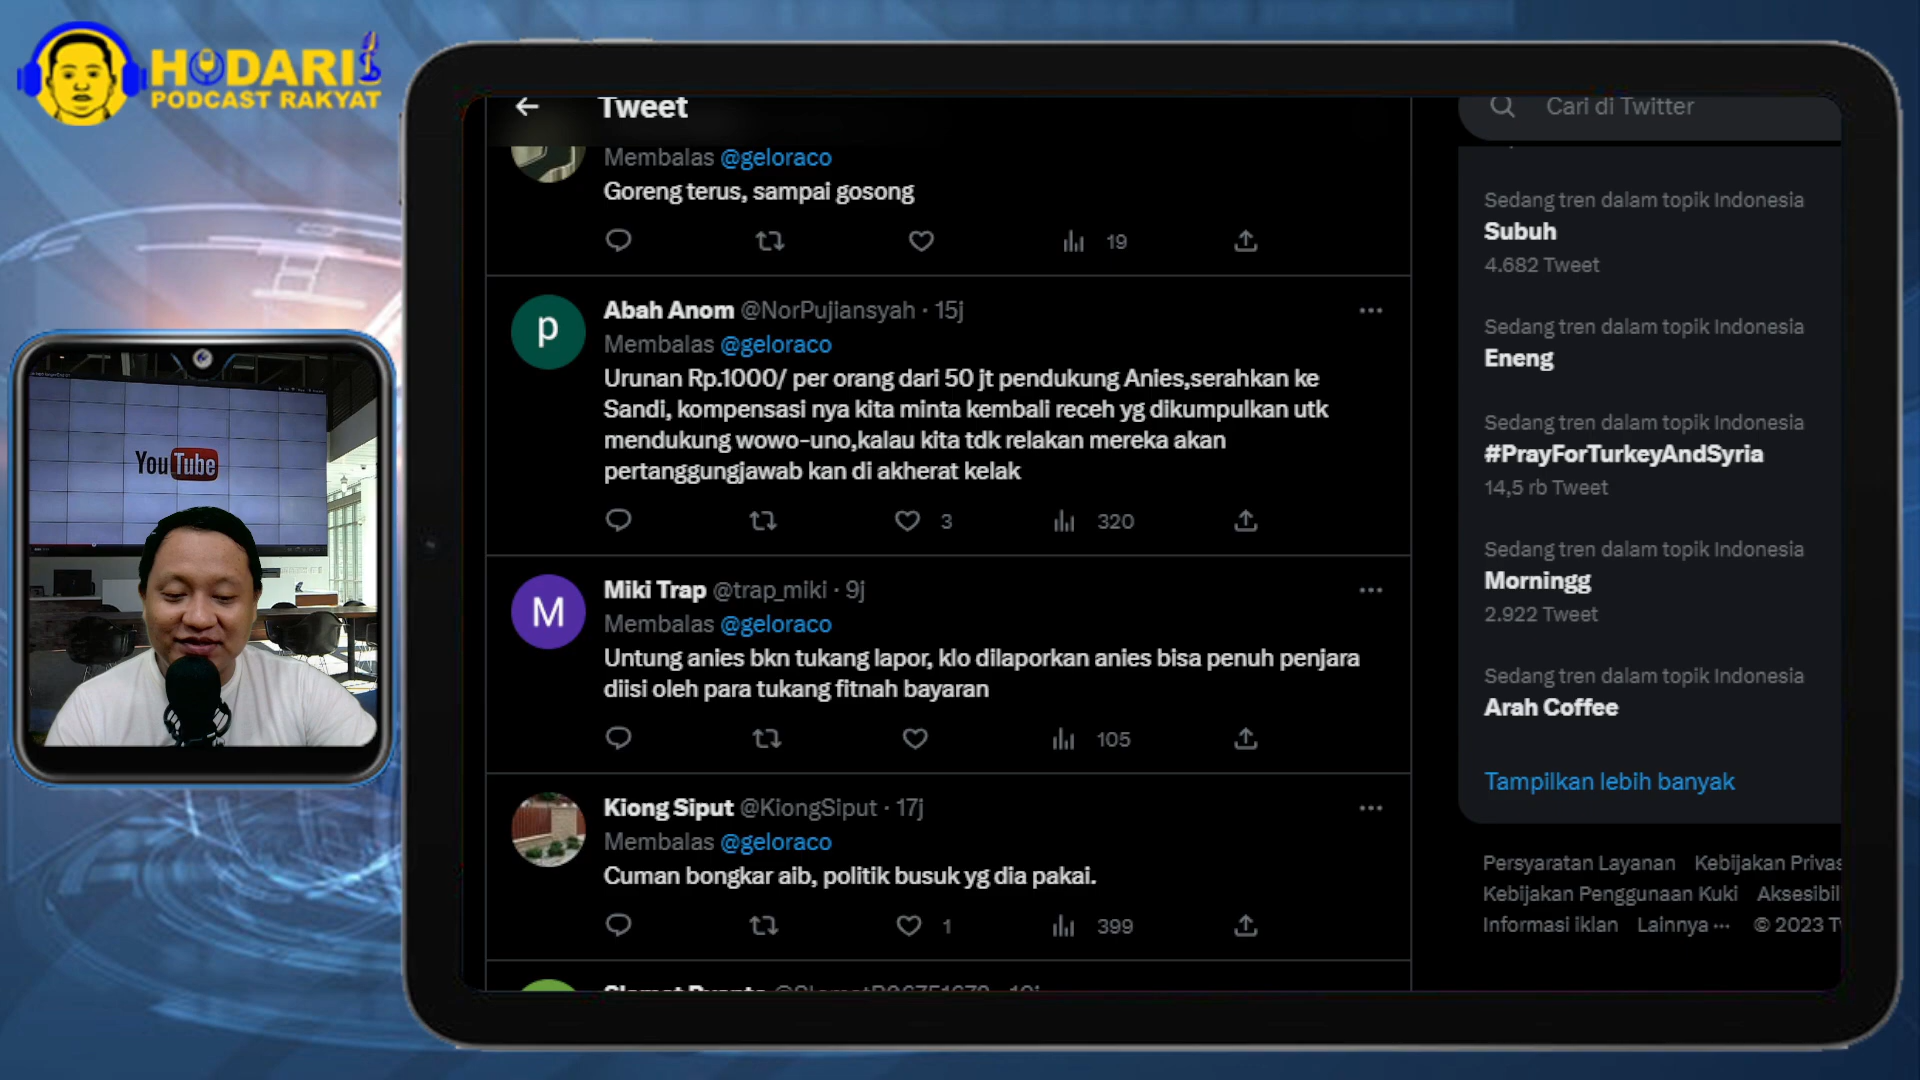 HODARI
PODCAST RAKYAT
YouTube
Tweet
Membalas @geloraco
Goreng terus, sampai gosong
19
Abah Anom @NorPujiansyah · 15j
Membalas @geloraco
Urunan Rp.1000/ per orang dari 50 jt pendukung Anies,serahkan ke
Sandi, kompensasi nya kita minta kembali receh yg dikumpulkan utk
mendukung wowo-uno,kalau kita tdk relakan mereka akan
pertanggungjawab kan di akherat kelak
3 320
Miki Trap @trap_miki · 9j
Membalas @geloraco
Untung anies bkn tukang lapor, klo dilaporkan anies bisa penuh penjara
diisi oleh para tukang fitnah bayaran
105
Kiong Siput @KiongSiput · 17j
Membalas @geloraco
Cuman bongkar aib, politik busuk yg dia pakai.
1 399
Cari di Twitter
Sedang tren dalam topik Indonesia
Subuh
4.682 Tweet
Sedang tren dalam topik Indonesia
Eneng
Sedang tren dalam topik Indonesia
#PrayForTurkeyAndSyria
14,5 rb Tweet
Sedang tren dalam topik Indonesia
Morningg
2.922 Tweet
Sedang tren dalam topik Indonesia
Arah Coffee
Tampilkan lebih banyak
Persyaratan Layanan Kebijakan Privas
Kebijakan Penggunaan Kuki Aksesibil
Informasi iklan Lainnya ··· © 2023 T